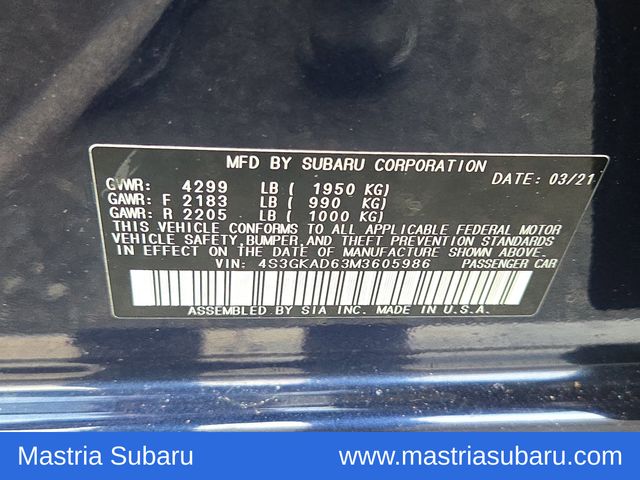 MFD BY SUBARU CORPORATION
DATE: 03/21
GVWR: 4299 LB ( 1950 KG)
GAWR: F 2183 LB ( 990 KG)
GAWR: R 2205 LB ( 1000 KG)
THIS VEHICLE CONFORMS TO ALL APPLICABLE FEDERAL MOTOR
VEHICLE SAFETY, BUMPER, AND THEFT PREVENTION STANDARDS
IN EFFECT ON THE DATE OF MANUFACTURE SHOWN ABOVE.
VIN: 4S3GKAD63M3605986 PASSENGER CAR
ASSEMBLED BY SIA INC. MADE IN U.S.A.
Mastria Subaru www.mastriasubaru.com